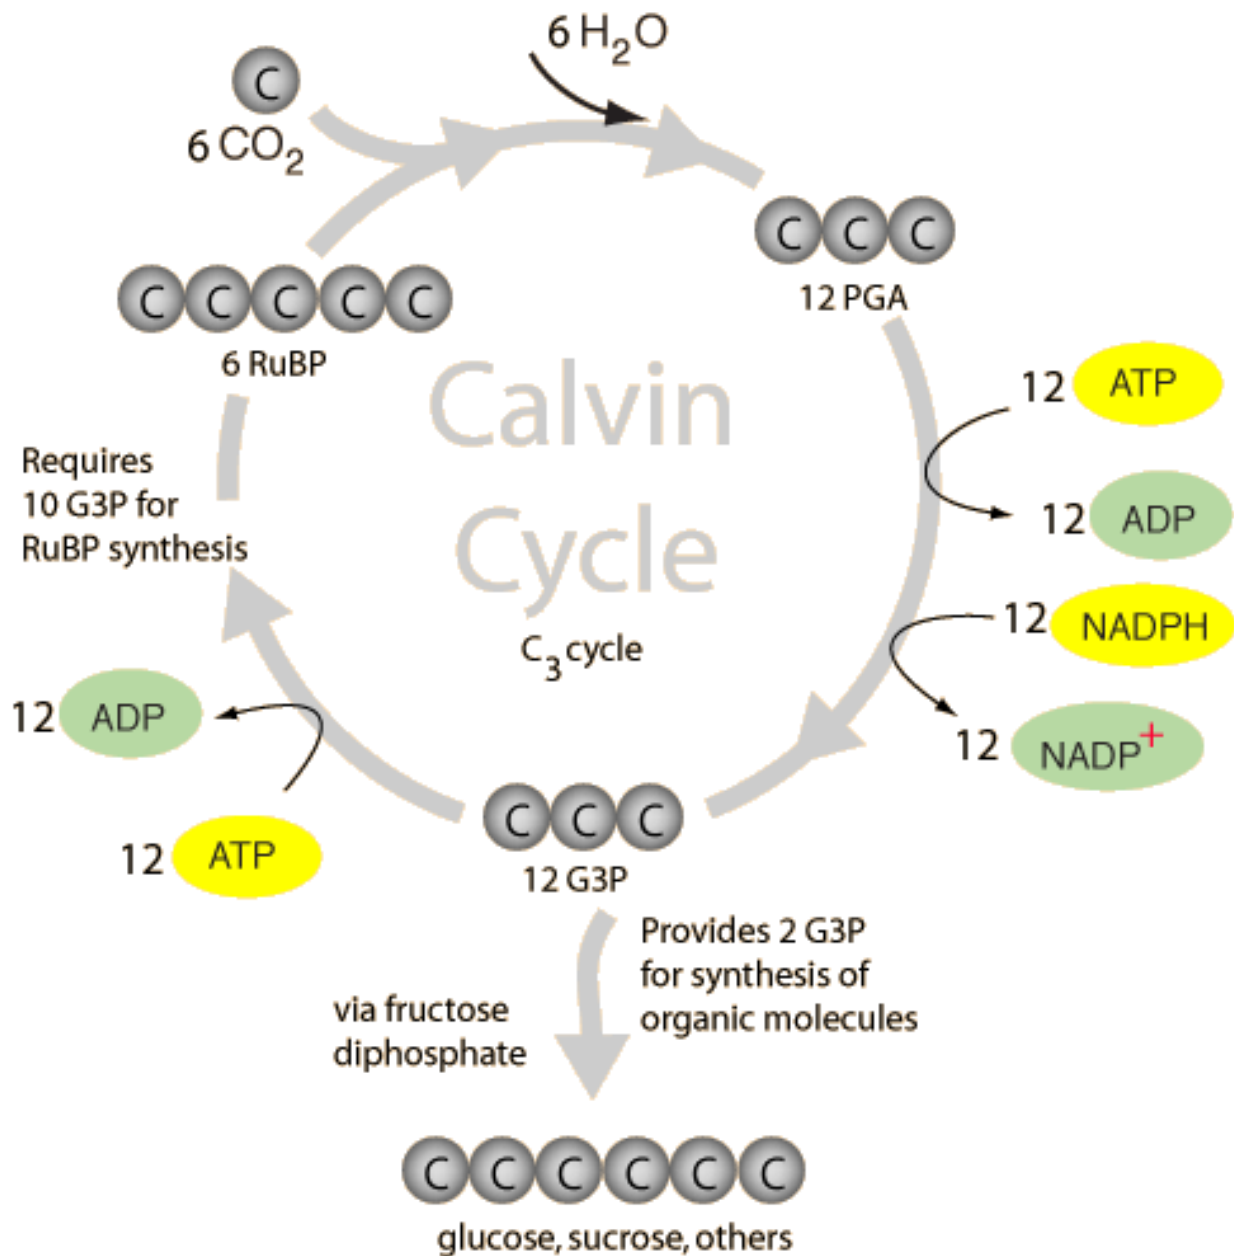 6 H₂O
C
6 CO₂
C C C
12 PGA
C C C C C
6 RuBP
Calvin
Cycle
C₃ cycle
12 ATP
12 ADP
12 NADPH
12 NADP+
Requires
10 G3P for
RuBP synthesis
12 ADP
12 ATP
C C C
12 G3P
Provides 2 G3P
for synthesis of
organic molecules
via fructose
diphosphate
C C C C C C
glucose, sucrose, others